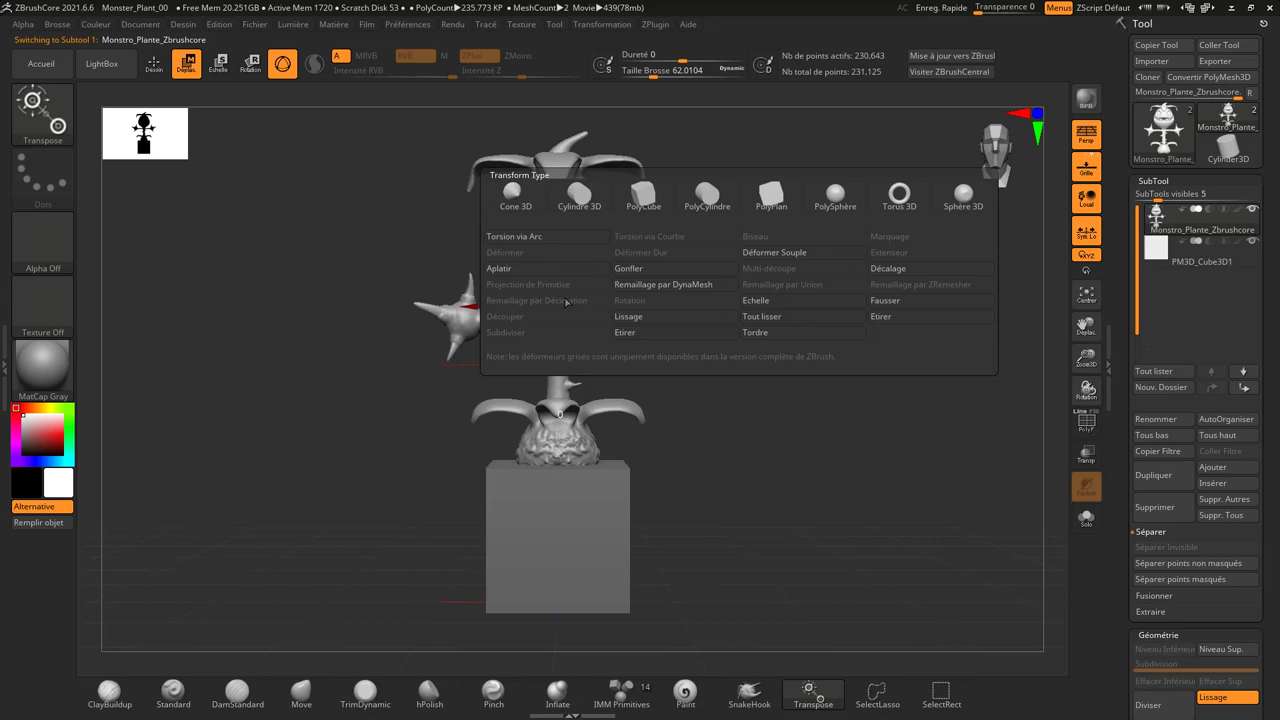 ZBrushCore 2021.6.6 • Monster_Plant_00 • Free Mem 20.251GB • Active Mem 1720 • Scratch Disk 53 • PolyCount▸235.773 KP • MeshCount▸2 Movie▸439(78mb)
AC Enreg. Rapide Transparence 0 Menus ZScript Défaut
Alpha Brosse Couleur Document Dessin Edition Fichier Lumière Matière Film Préférences Rendu Tracé Texture Tool Transformation ZPlugin Aide
Switching to Subtool 1: Monstro_Plante_Zbrushcore
Accueil LightBox
Dessin Déplac. Echelle Rotation
A MRVB RVB M ZPlus ZMoins
Intensité RVB Intensité Z
Dureté 0
Taille Brosse 62.0104 Dynamic
Nb de points actifs: 230,643
Nb total de points: 231,125
Mise à jour vers ZBrusl
Visiter ZBrushCentral
Transpose
Dots
Alpha Off
Texture Off
MatCap Gray
Alternative
Remplir objet
Transform Type
Cone 3D Cylindre 3D PolyCube PolyCylindre PolyPlan PolySphère Torus 3D Sphère 3D
Torsion via Arc Torsion via Courbe Biseau Marquage
Déformer Déformer Dur Déformer Souple Extenseur
Aplatir Gonfler Multi-découpe Décalage
Projection de Primitive Remaillage par DynaMesh Remaillage par Union Remaillage par ZRemesher
Remaillage par Décimation Rotation Echelle Fausser
Découper Lissage Tout lisser Etirer
Subdiviser Etirer Tordre
Note: les déformeurs grisés sont uniquement disponibles dans la version complète de ZBrush.
0
BPR
Persp
Grille
Local
Sym. Lo
XYZ
Centrer
Déplac.
Zoom3D
Rotation
Line Fill
PolyF
Transp
Solo
Tool
Copier Tool Coller Tool
Importer Exporter
Cloner Convertir PolyMesh3D
Monstro_Plante_Zbrushcore. R
2 2
Monstro_Plante_
Monstro_Plante_ Cylinder3D
SubTool
SubTools visibles 5
Monstro_Plante_Zbrushcore
PM3D_Cube3D1
Tout lister
Nouv. Dossier
Renommer AutoOrganiser
Tous bas Tous haut
Copier Filtre Coller Filtre
Dupliquer Ajouter
Insérer
Supprimer Suppr. Autres
Suppr. Tous
Séparer
Séparer Invisible
Séparer points non masqués
Séparer points masqués
Fusionner
Extraire
Géométrie
Niveau Inférieur Niveau Sup.
Subdivision
Effacer Inférieur Effacer Sup.
Diviser Lissage
ClayBuildup Standard DamStandard Move TrimDynamic hPolish Pinch Inflate IMM Primitives 14 Paint SnakeHook Transpose SelectLasso SelectRect